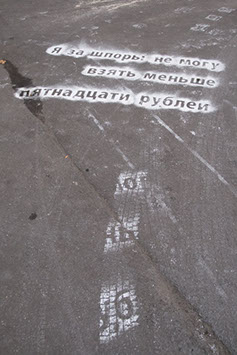 Я за шпоры не могу
взять меньше
пятнадцати рублей